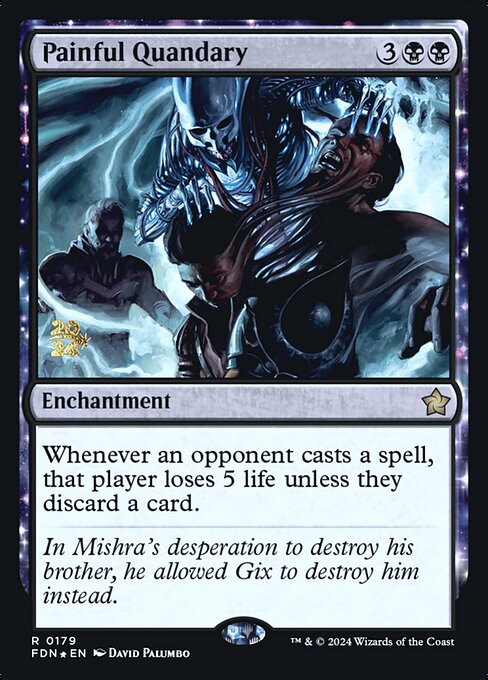 Painful Quandary 3
2024
Enchantment
Whenever an opponent casts a spell,
that player loses 5 life unless they
discard a card.
In Mishra's desperation to destroy his
brother, he allowed Gix to destroy him
instead.
R 0179
FDN★EN DAVID PALUMBO
™ & © 2024 Wizards of the Coast